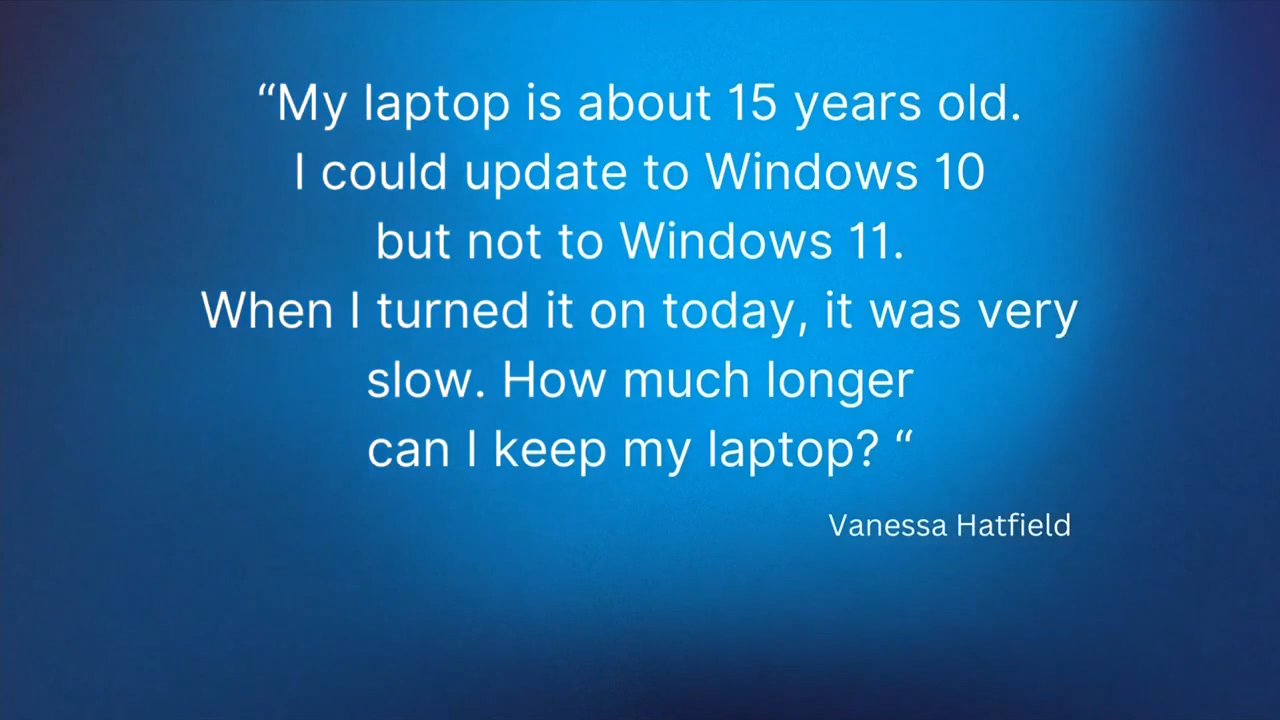 “My laptop is about 15 years old.
I could update to Windows 10
but not to Windows 11.
When I turned it on today, it was very
slow. How much longer
can I keep my laptop? “
Vanessa Hatfield